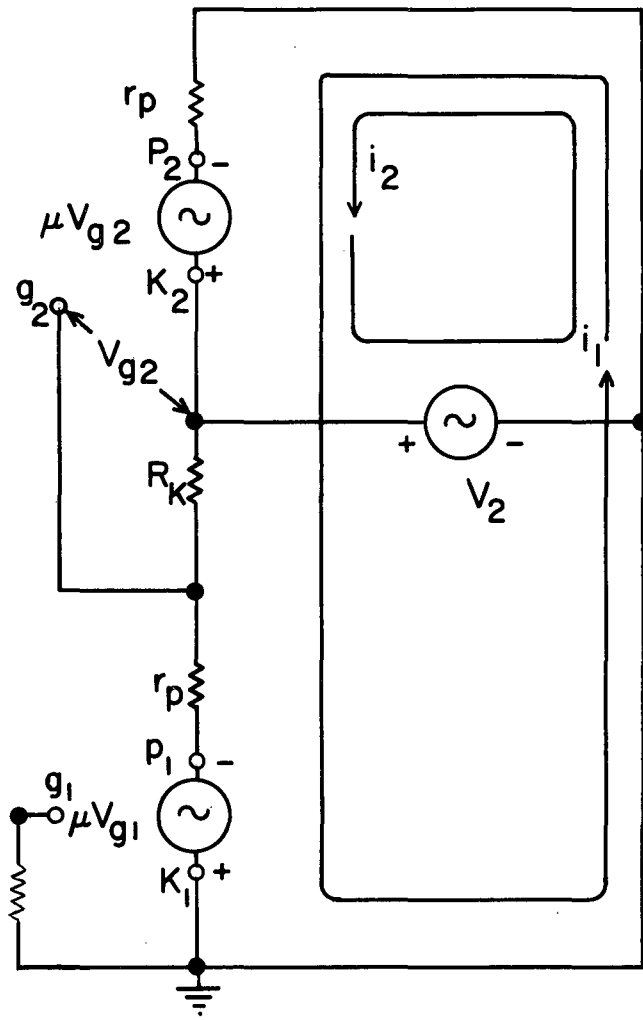 rp
P2 -
μVg2
K2 +
g2
Vg2
i2
i1
+ -
V2
RK
rp
p1 -
g1
μVg1
K1 +